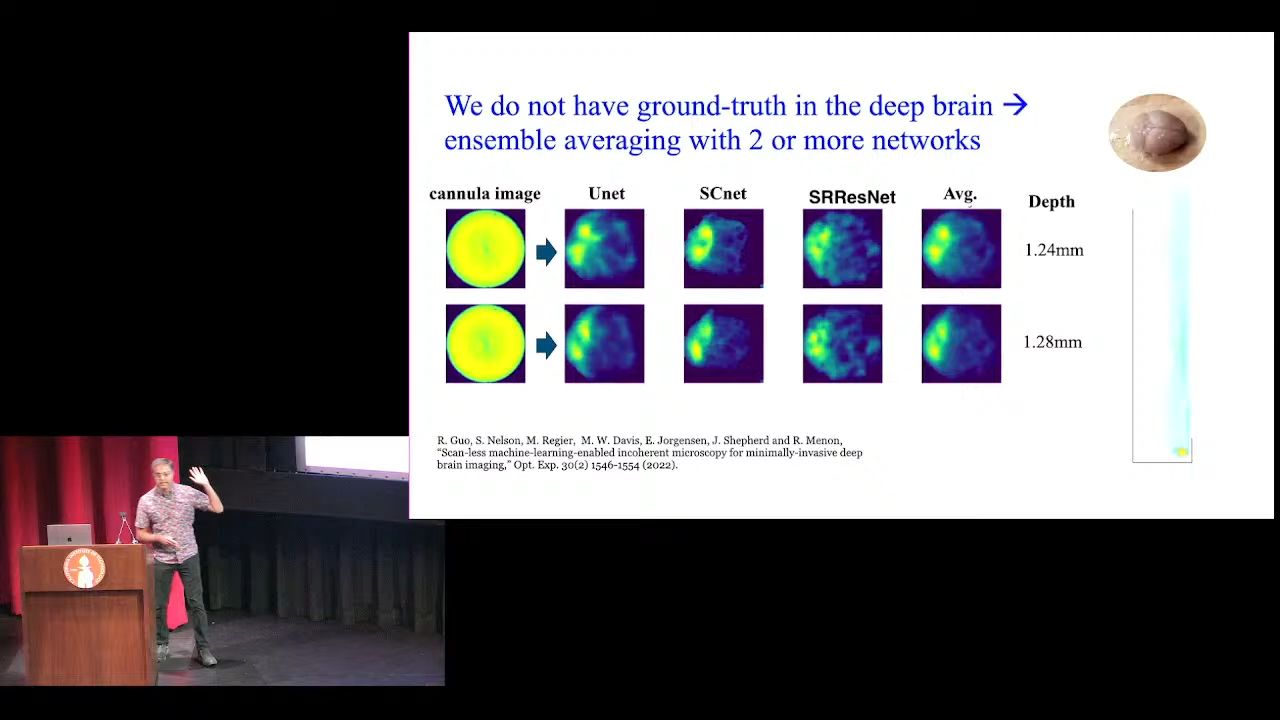 We do not have ground-truth in the deep brain →
ensemble averaging with 2 or more networks
cannula image Unet SCnet SRResNet Avg. Depth
1.24mm
1.28mm
R. Guo, S. Nelson, M. Regier, M. W. Davis, E. Jorgensen, J. Shepherd and R. Menon,
“Scan-less machine-learning-enabled incoherent microscopy for minimally-invasive deep
brain imaging,” Opt. Exp. 30(2) 1546-1554 (2022).